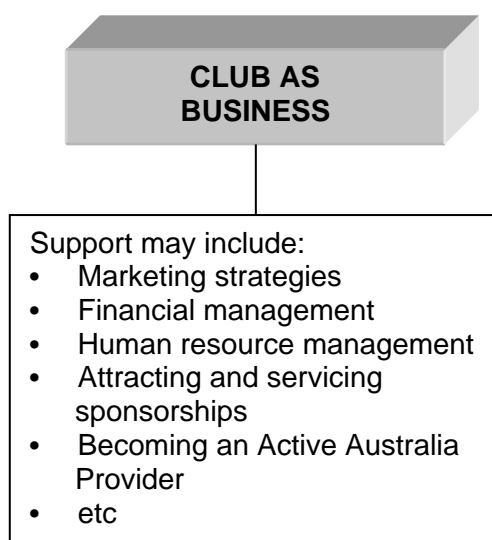 CLUB AS
BUSINESS
Support may include:
• Marketing strategies
• Financial management
• Human resource management
• Attracting and servicing
sponsorships
• Becoming an Active Australia
Provider
• etc